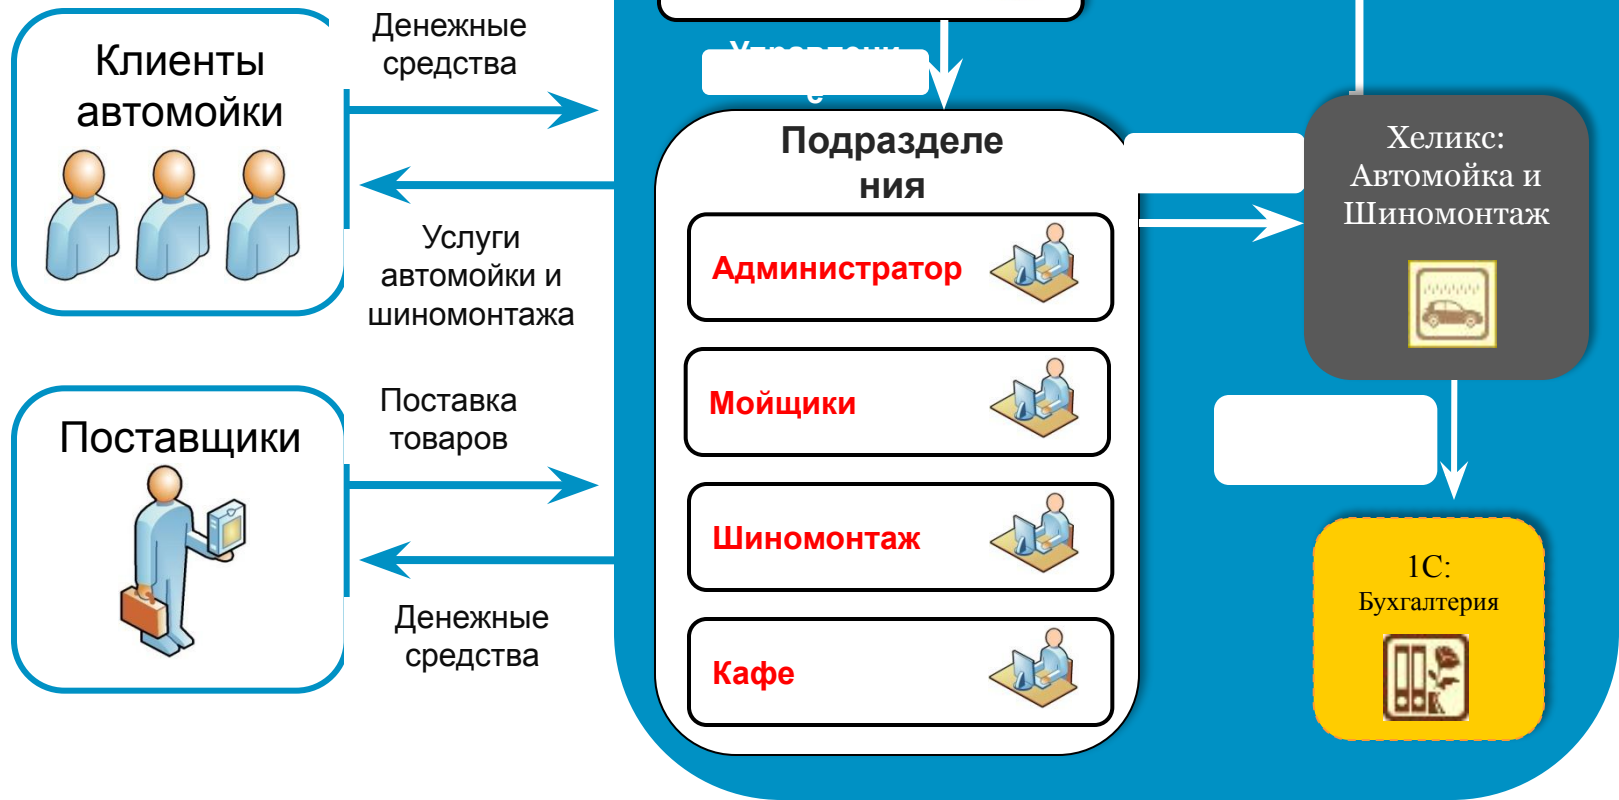 Клиенты
автомойки
Денежные
средства
Услуги
автомойки и
шиномонтажа
Поставщики
Поставка
товаров
Денежные
средства
Подразделе
ния
Администратор
Мойщики
Шиномонтаж
Кафе
Хеликс:
Автомойка и
Шиномонтаж
1С:
Бухгалтерия